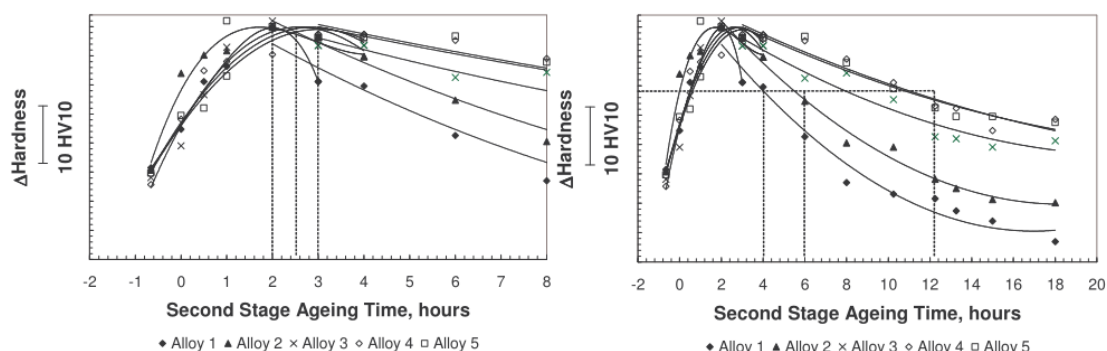 ΔHardness
10 HV10
-2 -1 0 1 2 3 4 5 6 7 8
Second Stage Ageing Time, hours
◆ Alloy 1 ▲ Alloy 2 × Alloy 3 ◇ Alloy 4 □ Alloy 5
ΔHardness
10 HV10
-2 0 2 4 6 8 10 12 14 16 18 20
Second Stage Ageing Time, hours
◆ Alloy 1 ▲ Alloy 2 × Alloy 3 ◇ Alloy 4 □ Alloy 5